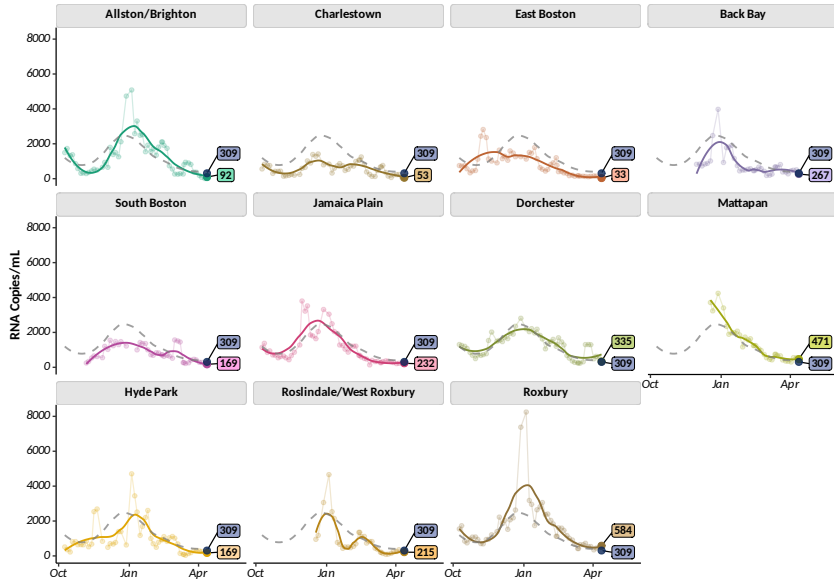 Allston/Brighton Charlestown East Boston Back Bay
8000
6000
4000
2000
0
309 309 309 309
92 53 33 267
South Boston Jamaica Plain Dorchester Mattapan
RNA Copies/mL
8000
6000
4000
2000
0
309 309 335 471
169 232 309 309
Oct Jan Apr
Hyde Park Roslindale/West Roxbury Roxbury
8000
6000
4000
2000
0
309 309 584
169 215 309
Oct Jan Apr Oct Jan Apr Oct Jan Apr